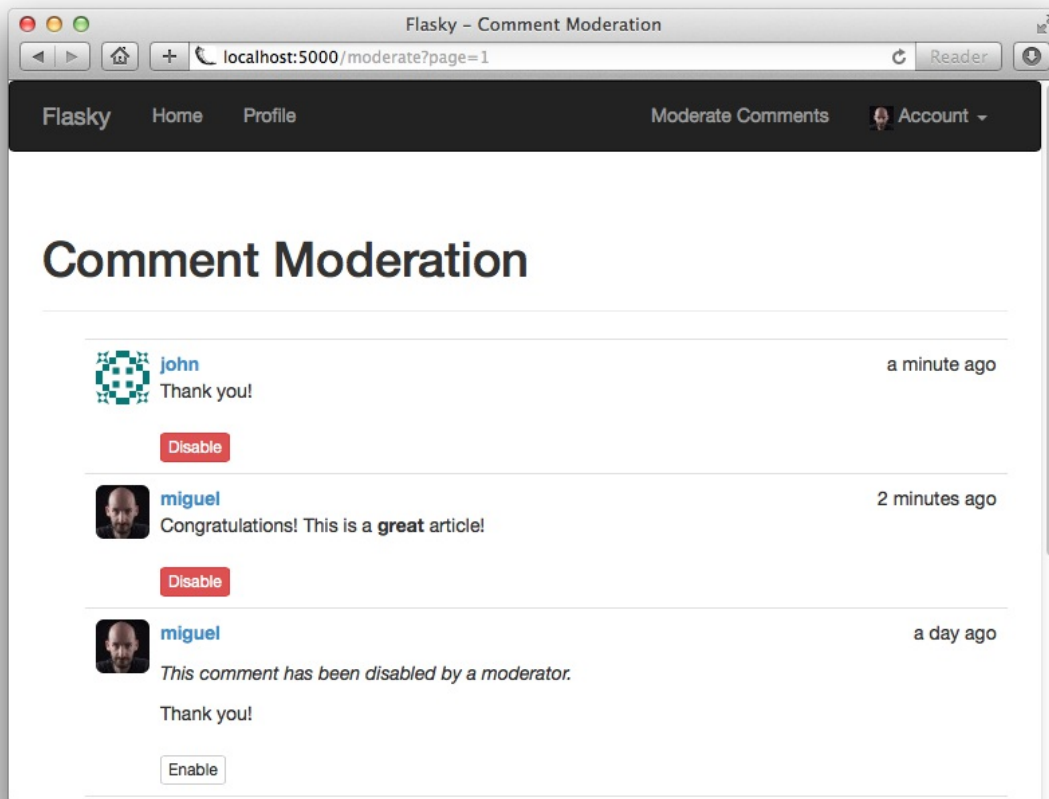 Flasky – Comment Moderation
localhost:5000/moderate?page=1
Reader
Flasky Home Profile Moderate Comments Account
Comment Moderation
john a minute ago
Thank you!
Disable
miguel 2 minutes ago
Congratulations! This is a great article!
Disable
miguel a day ago
This comment has been disabled by a moderator.
Thank you!
Enable